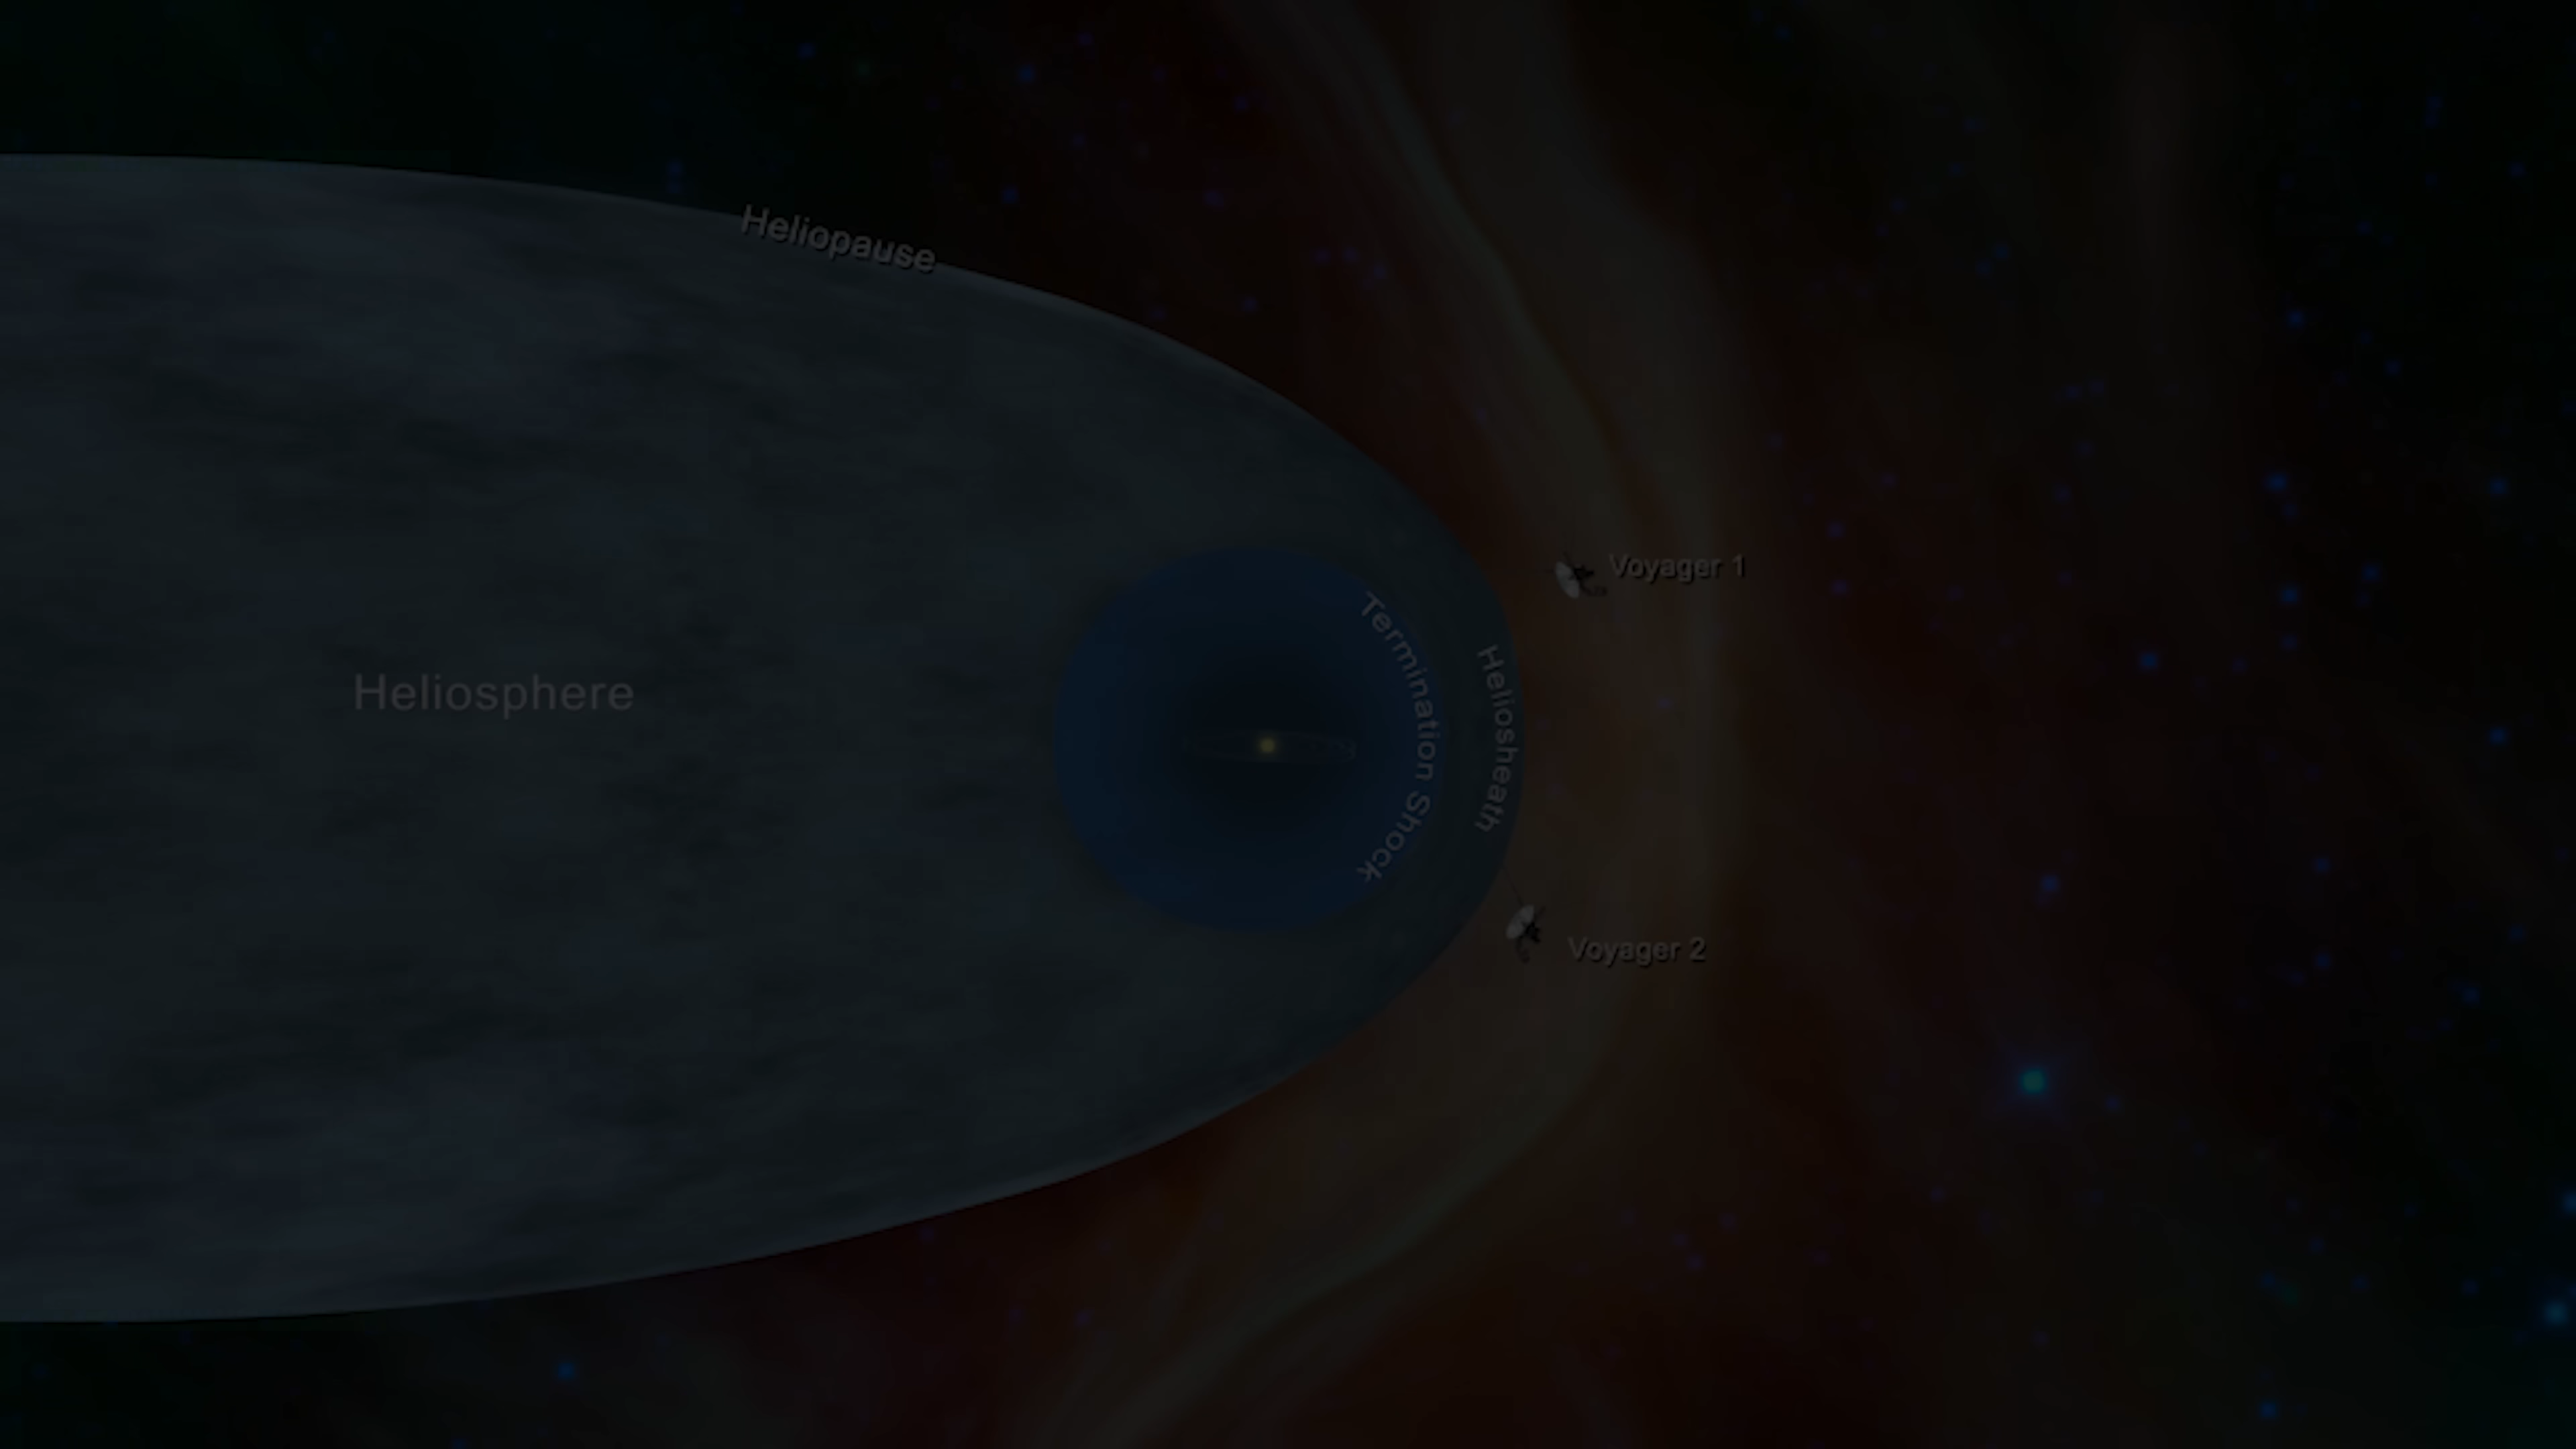 Heliopause
Voyager 1
Termination Shock
Heliosheath
Heliosphere
Voyager 2